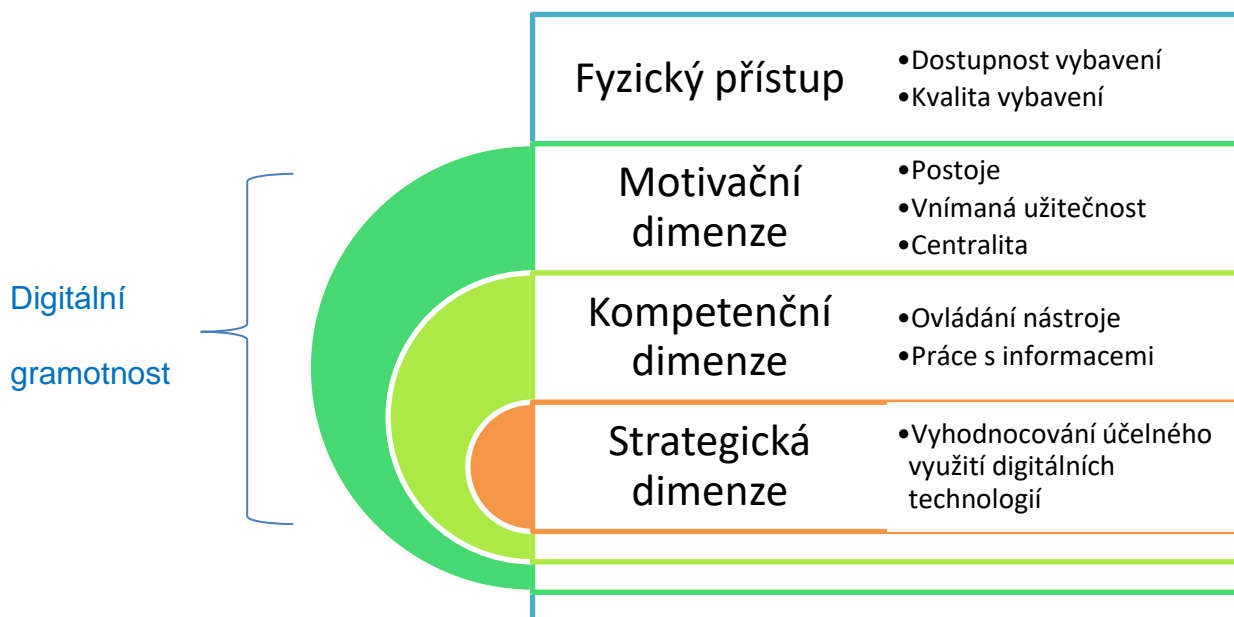 Fyzický přístup
•Dostupnost vybavení
•Kvalita vybavení
Motivační
dimenze
•Postoje
•Vnímaná užitečnost
•Centralita
Digitální
gramotnost
Kompetenční
dimenze
•Ovládání nástroje
•Práce s informacemi
Strategická
dimenze
•Vyhodnocování účelného
využití digitálních
technologií